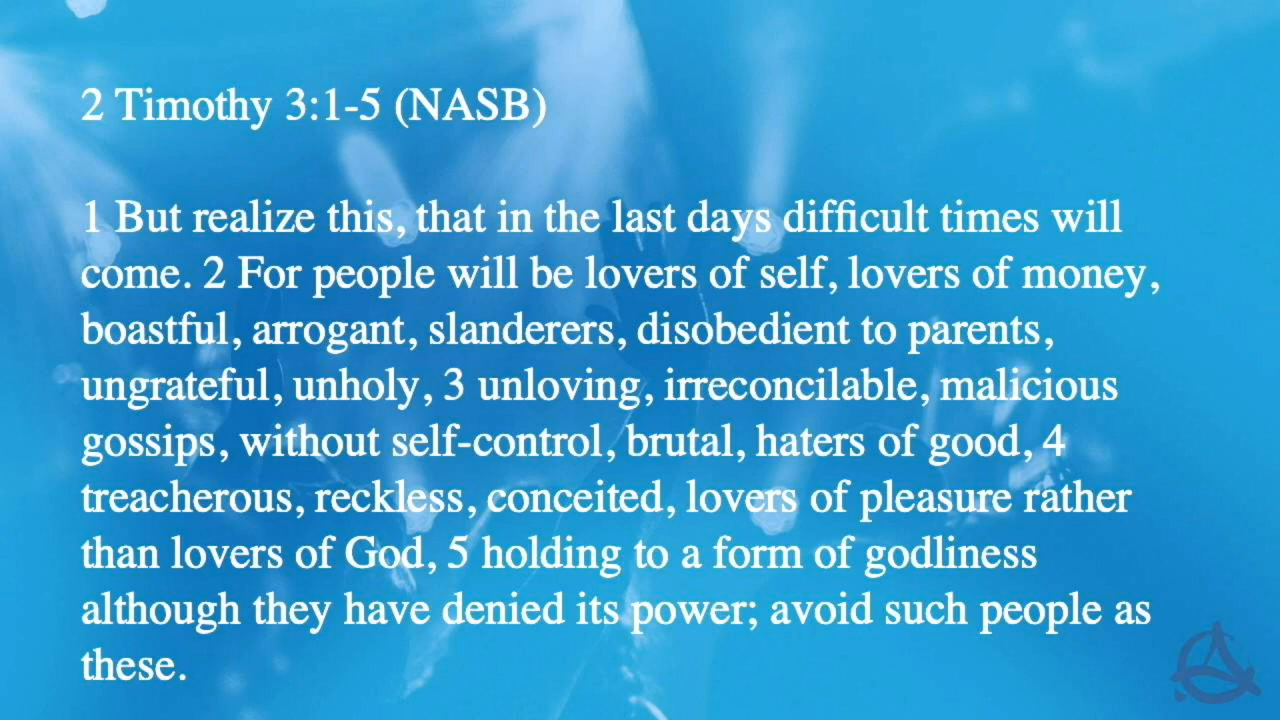 2 Timothy 3:1-5 (NASB)
1 But realize this, that in the last days difficult times will
come. 2 For people will be lovers of self, lovers of money,
boastful, arrogant, slanderers, disobedient to parents,
ungrateful, unholy, 3 unloving, irreconcilable, malicious
gossips, without self-control, brutal, haters of good, 4
treacherous, reckless, conceited, lovers of pleasure rather
than lovers of God, 5 holding to a form of godliness
although they have denied its power; avoid such people as
these.